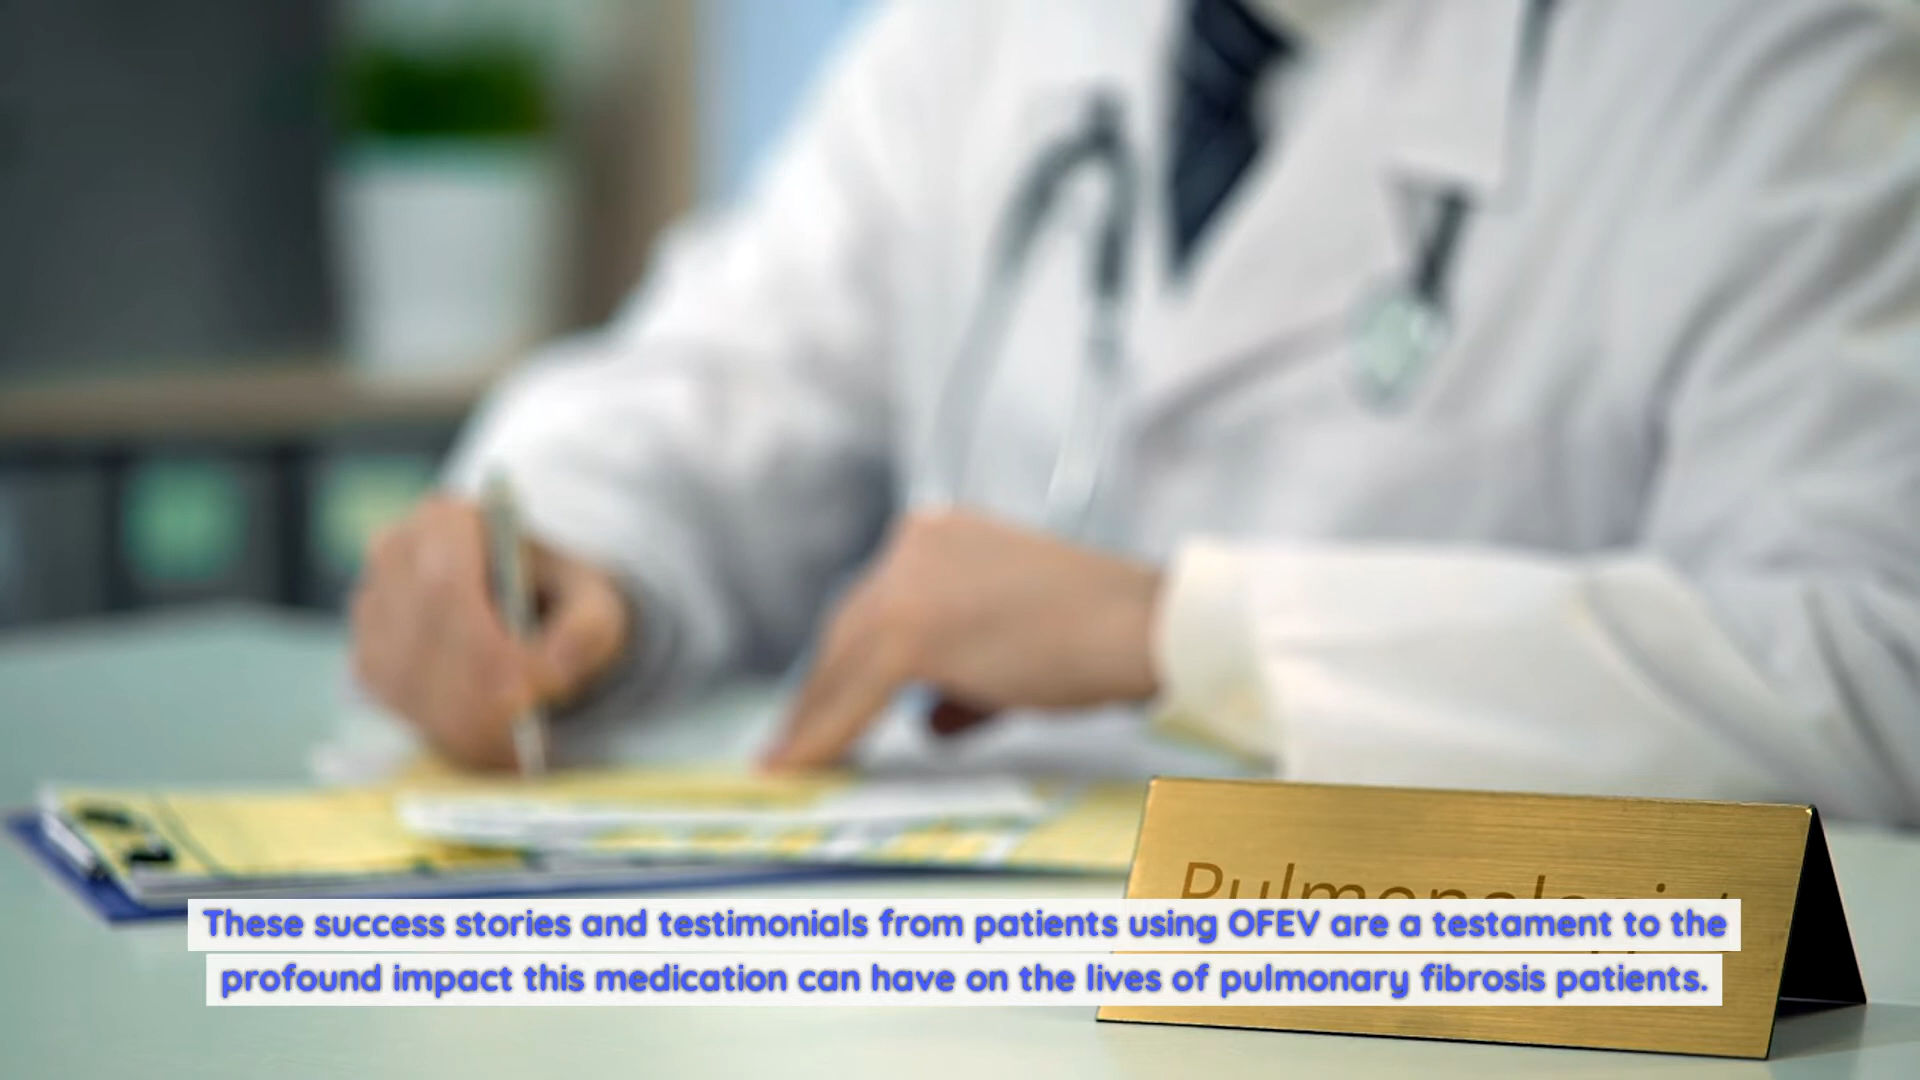 Pulmonologist
These success stories and testimonials from patients using OFEV are a testament to the
profound impact this medication can have on the lives of pulmonary fibrosis patients.